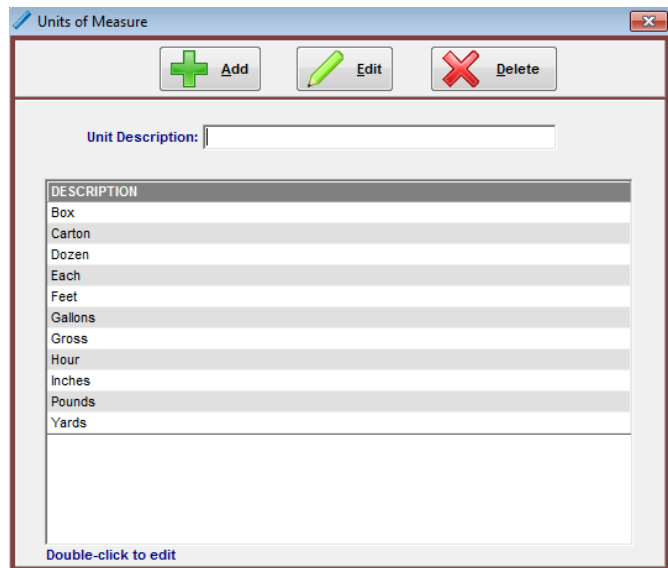 Units of Measure
Add Edit Delete
Unit Description:
DESCRIPTION
Box
Carton
Dozen
Each
Feet
Gallons
Gross
Hour
Inches
Pounds
Yards
Double-click to edit